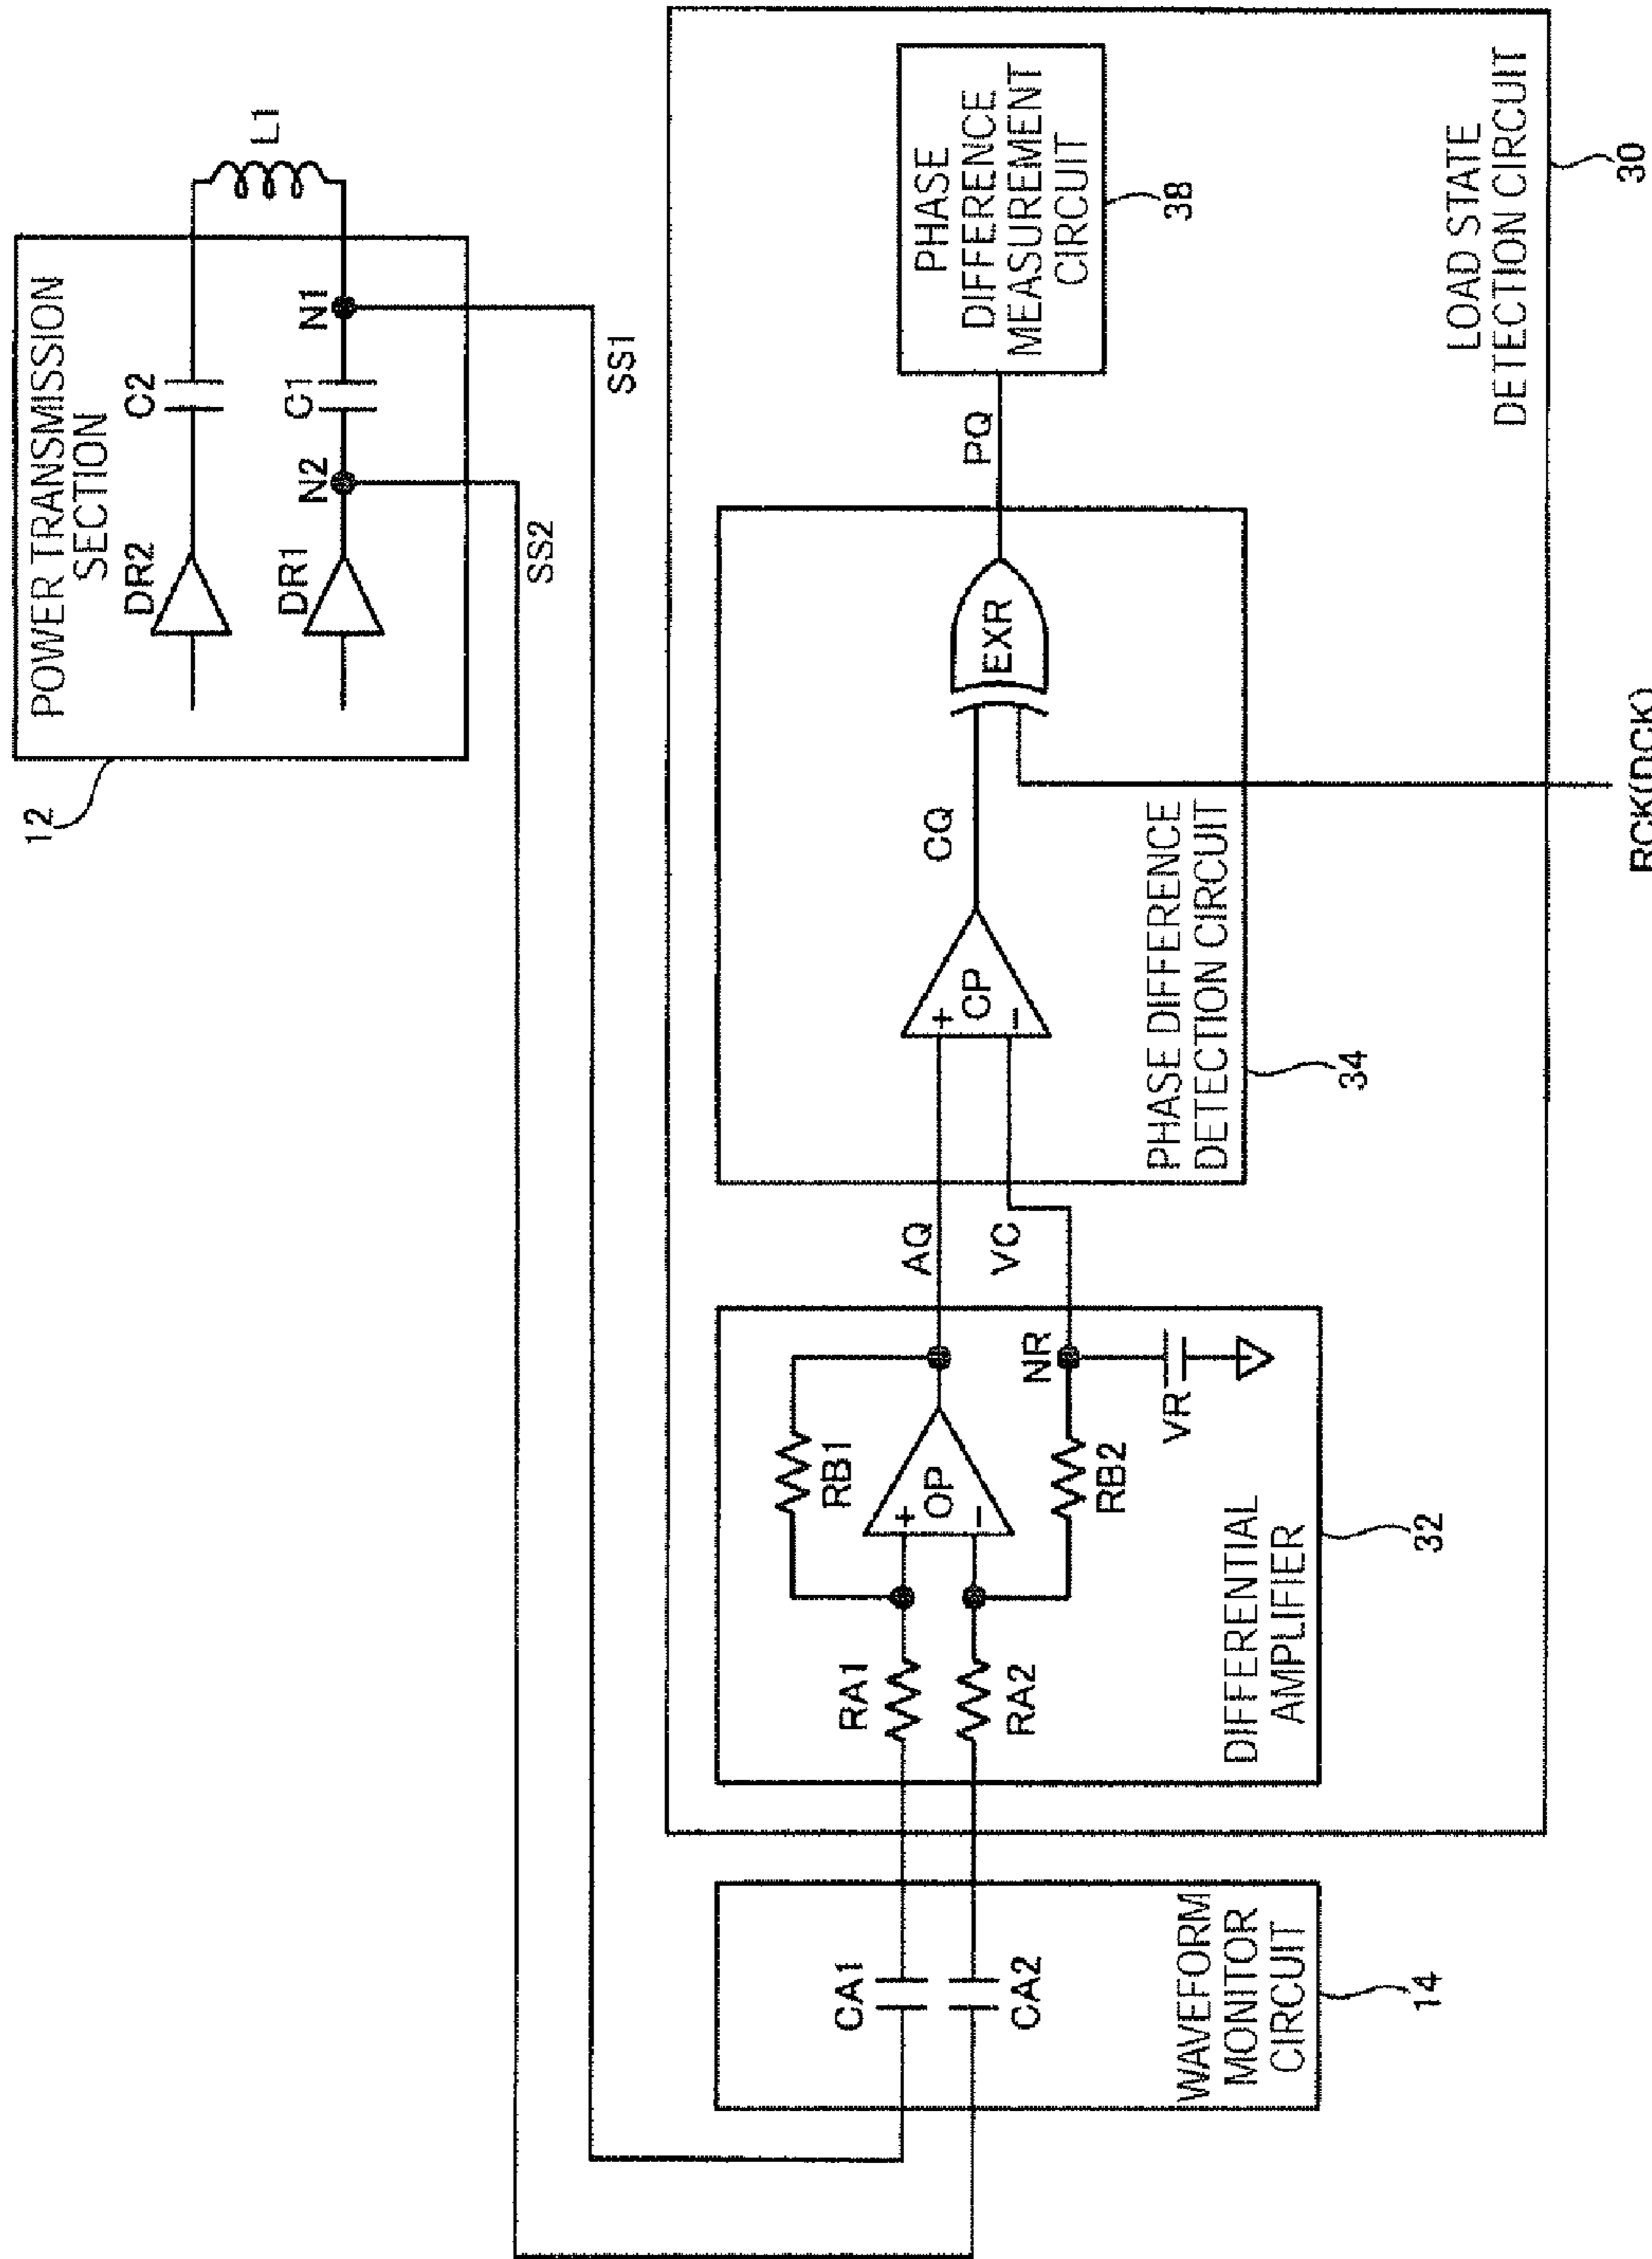 12
POWER TRANSMISSION
SECTION
DR2
C2
DR1
N2
C1
N1
L1
SS2
SS1
WAVEFORM
MONITOR
CIRCUIT
CA1
CA2
14
RA1
RA2
RB1
+
OP
−
RB2
NR
VR
DIFFERENTIAL
AMPLIFIER
32
AQ
VC
+
CP
−
CQ
EXR
PHASE DIFFERENCE
DETECTION CIRCUIT
34
PQ
PHASE
DIFFERENCE
MEASUREMENT
CIRCUIT
38
LOAD STATE
DETECTION CIRCUIT
30
RCK(DCK)